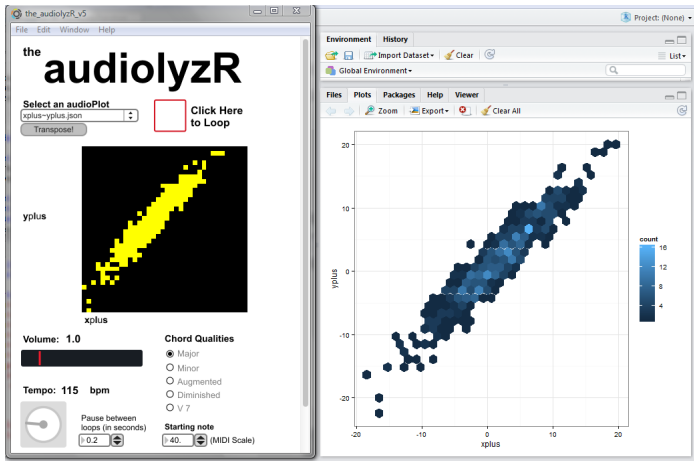 the_audiolyzR_v5
File Edit Window Help
the
audiolyzR
Select an audioPlot
xplus~yplus.json
Transpose!
Click Here
to Loop
yplus
xplus
Volume: 1.0
Tempo: 115 bpm
Pause between
loops (in seconds)
0.2
Chord Qualities
Major
Minor
Augmented
Diminished
V 7
Starting note
40. (MIDI Scale)
Project: (None)
Environment History
Import Dataset Clear List
Global Environment
Files Plots Packages Help Viewer
Zoom Export Clear All
20
10
0
-10
-20
yplus
-20 -10 0 10 20
xplus
count
16
12
8
4